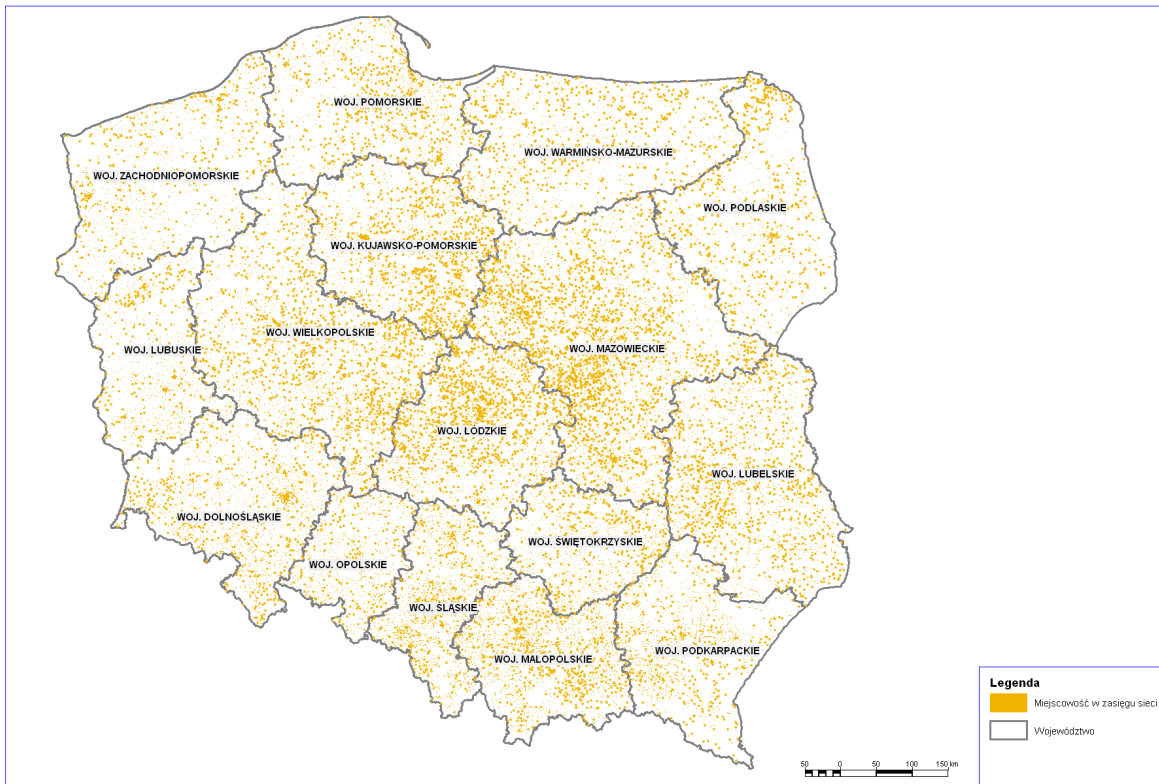 WOJ. POMORSKIE
WOJ. WARMIŃSKO-MAZURSKIE
WOJ. ZACHODNIOPOMORSKIE
WOJ. PODLASKIE
WOJ. KUJAWSKO-POMORSKIE
WOJ. WIELKOPOLSKIE
WOJ. LUBUSKIE
WOJ. MAZOWIECKIE
WOJ. ŁÓDZKIE
WOJ. LUBELSKIE
WOJ. DOLNOŚLĄSKIE
WOJ. ŚWIĘTOKRZYSKIE
WOJ. OPOLSKIE
WOJ. ŚLĄSKIE
WOJ. MAŁOPOLSKIE
WOJ. PODKARPACKIE
Legenda
Miejscowość w zasięgu sieci
Województwo
50 0 50 100 150 km